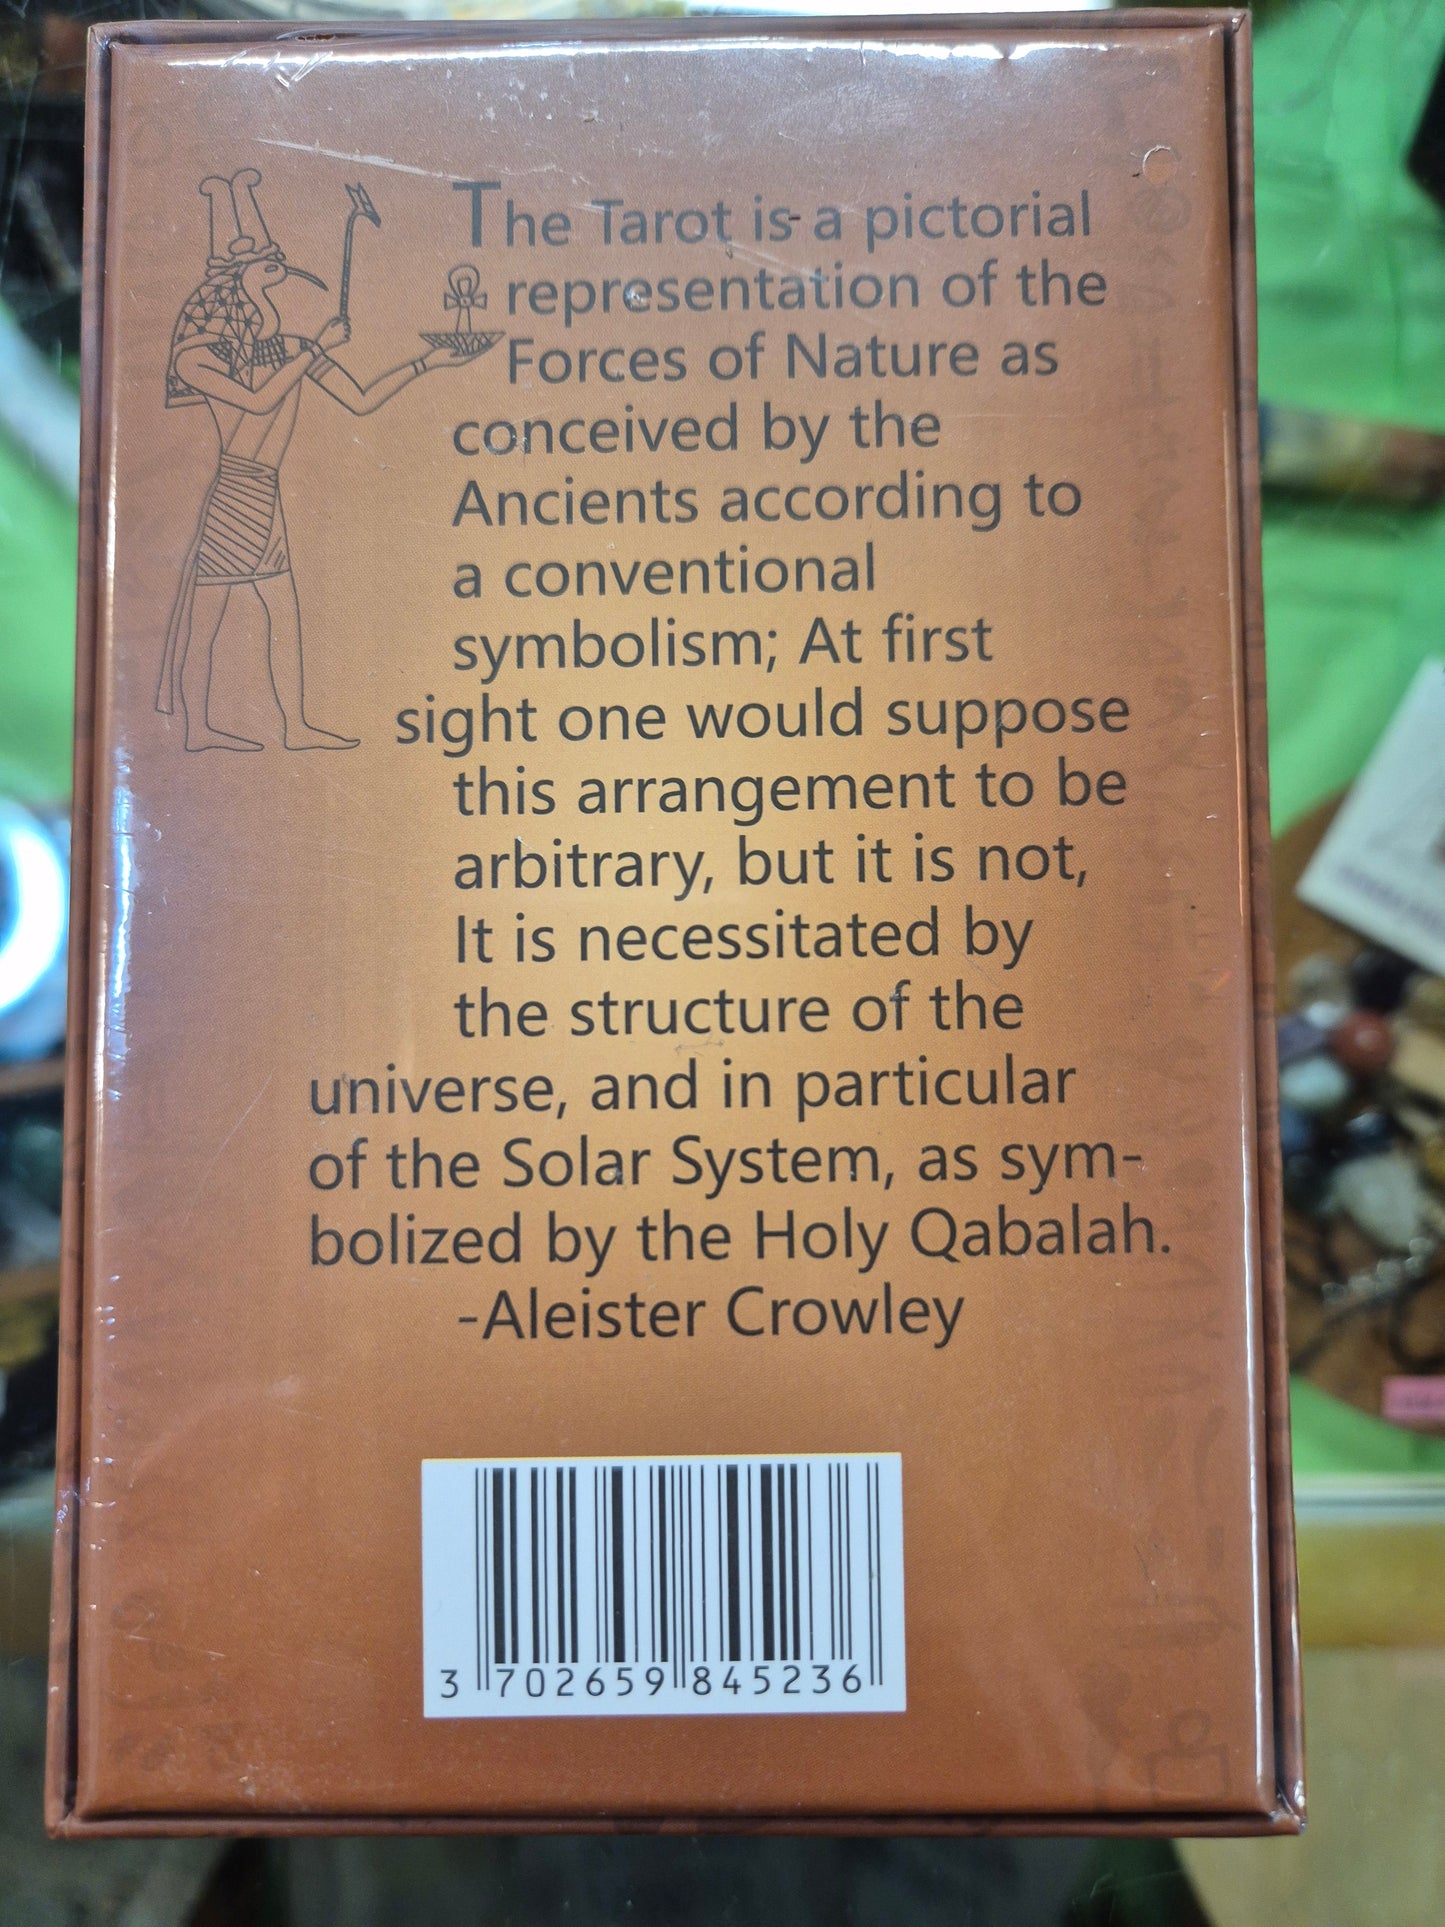 The Tarot is a pictorial
representation of the
Forces of Nature as
conceived by the
Ancients according to
a conventional
symbolism; At first
sight one would suppose
this arrangement to be
arbitrary, but it is not,
It is necessitated by
the structure of the
universe, and in particular
of the Solar System, as sym-
bolized by the Holy Qabalah.
-Aleister Crowley
3 702659 845236